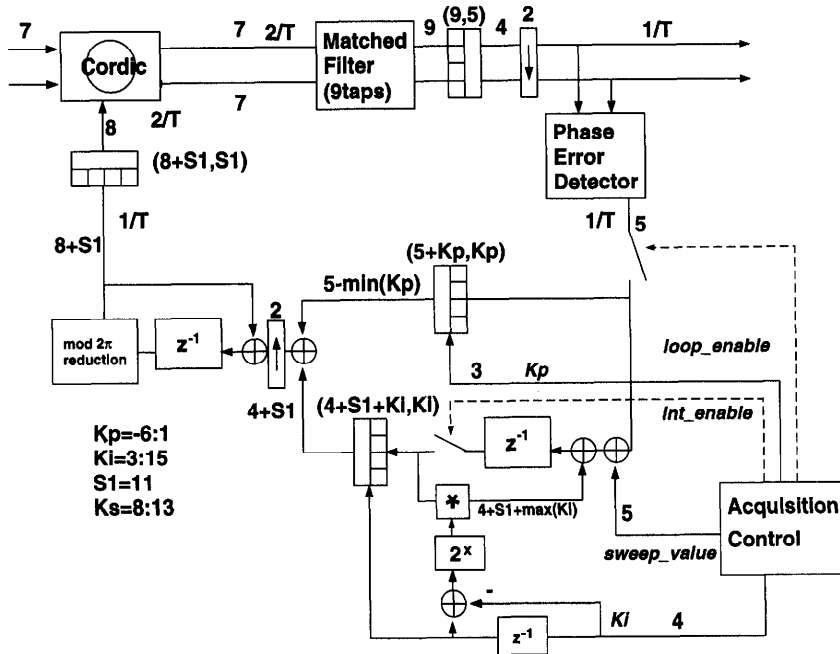 7
Cordic
7
2/T
7
2/T
8
Matched
Filter
(9taps)
9
(9,5)
4
2
1/T
Phase
Error
Detector
1/T
5
(8+S1,S1)
1/T
8+S1
mod 2π
reduction
z⁻¹
2
4+S1
5-min(Kp)
(5+Kp,Kp)
3
Kp
loop_enable
int_enable
(4+S1+Ki,Ki)
z⁻¹
*
4+S1+max(Ki)
2ˣ
-
5
sweep_value
Acquisition
Control
Ki
4
z⁻¹
Kp=-6:1
Ki=3:15
S1=11
Ks=8:13